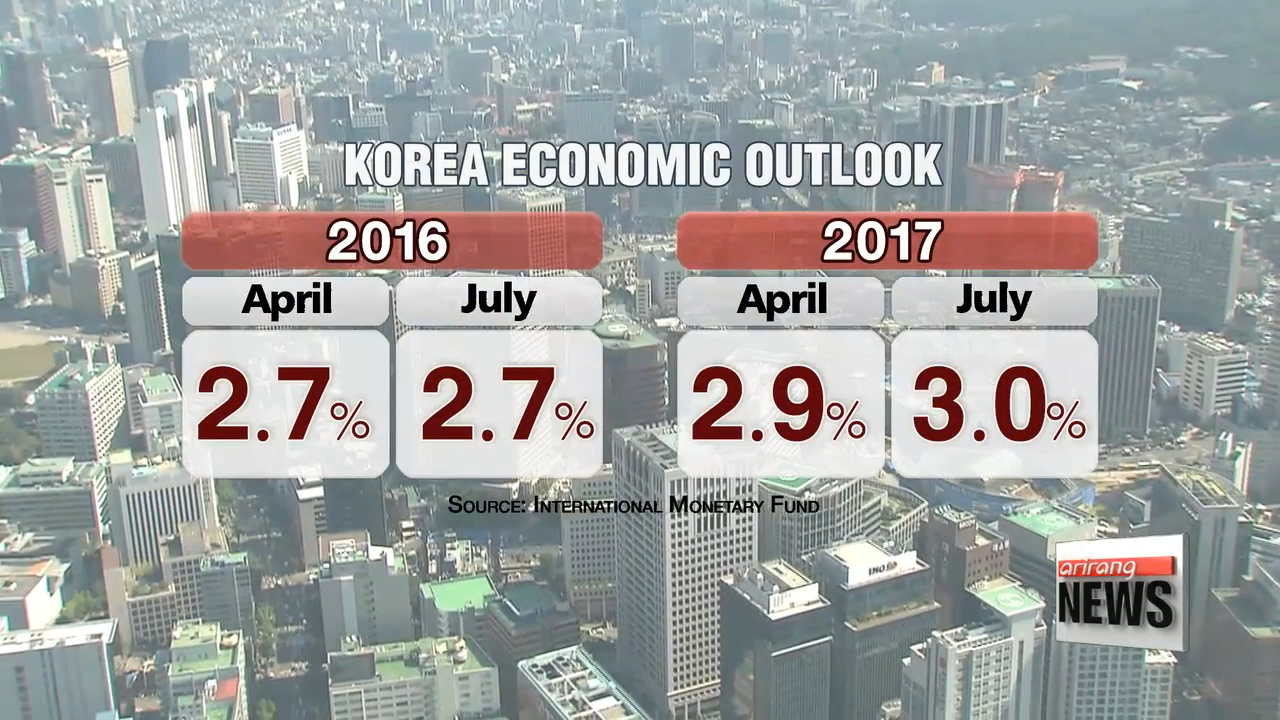 KOREA ECONOMIC OUTLOOK
2016 2017
April July April July
2.7% 2.7% 2.9% 3.0%
SOURCE: INTERNATIONAL MONETARY FUND
ING
arirang
NEWS